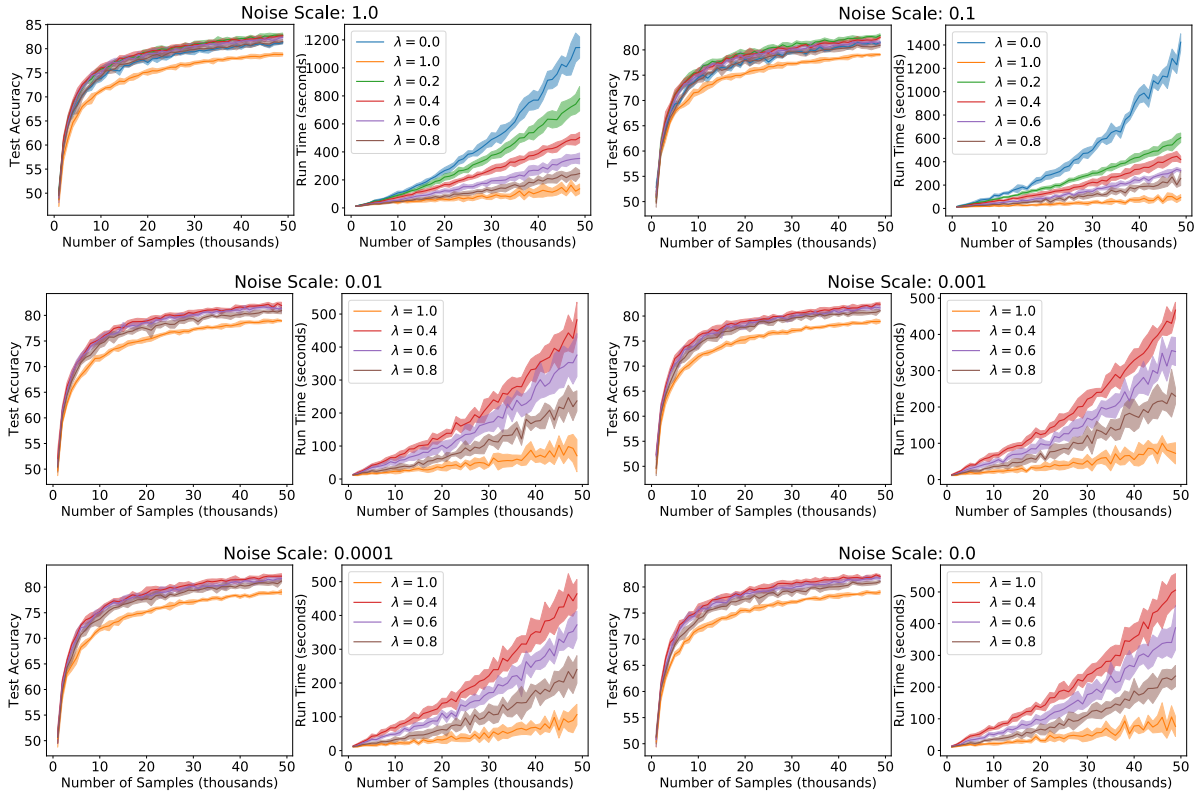 Noise Scale: 1.0
Test Accuracy
85
80
75
70
65
60
55
50
0 10 20 30 40 50
Number of Samples (thousands)
Run Time (seconds)
1200
1000
800
600
400
200
0
λ = 0.0
λ = 1.0
λ = 0.2
λ = 0.4
λ = 0.6
λ = 0.8
0 10 20 30 40 50
Number of Samples (thousands)
Noise Scale: 0.1
Test Accuracy
80
75
70
65
60
55
50
0 10 20 30 40 50
Number of Samples (thousands)
Run Time (seconds)
1400
1200
1000
800
600
400
200
0
λ = 0.0
λ = 1.0
λ = 0.2
λ = 0.4
λ = 0.6
λ = 0.8
0 10 20 30 40 50
Number of Samples (thousands)
Noise Scale: 0.01
Test Accuracy
80
75
70
65
60
55
50
0 10 20 30 40 50
Number of Samples (thousands)
Run Time (seconds)
500
400
300
200
100
0
λ = 1.0
λ = 0.4
λ = 0.6
λ = 0.8
0 10 20 30 40 50
Number of Samples (thousands)
Noise Scale: 0.001
Test Accuracy
80
75
70
65
60
55
50
0 10 20 30 40 50
Number of Samples (thousands)
Run Time (seconds)
500
400
300
200
100
0
λ = 1.0
λ = 0.4
λ = 0.6
λ = 0.8
0 10 20 30 40 50
Number of Samples (thousands)
Noise Scale: 0.0001
Test Accuracy
80
75
70
65
60
55
50
0 10 20 30 40 50
Number of Samples (thousands)
Run Time (seconds)
500
400
300
200
100
0
λ = 1.0
λ = 0.4
λ = 0.6
λ = 0.8
0 10 20 30 40 50
Number of Samples (thousands)
Noise Scale: 0.0
Test Accuracy
80
75
70
65
60
55
50
0 10 20 30 40 50
Number of Samples (thousands)
Run Time (seconds)
500
400
300
200
100
0
λ = 1.0
λ = 0.4
λ = 0.6
λ = 0.8
0 10 20 30 40 50
Number of Samples (thousands)